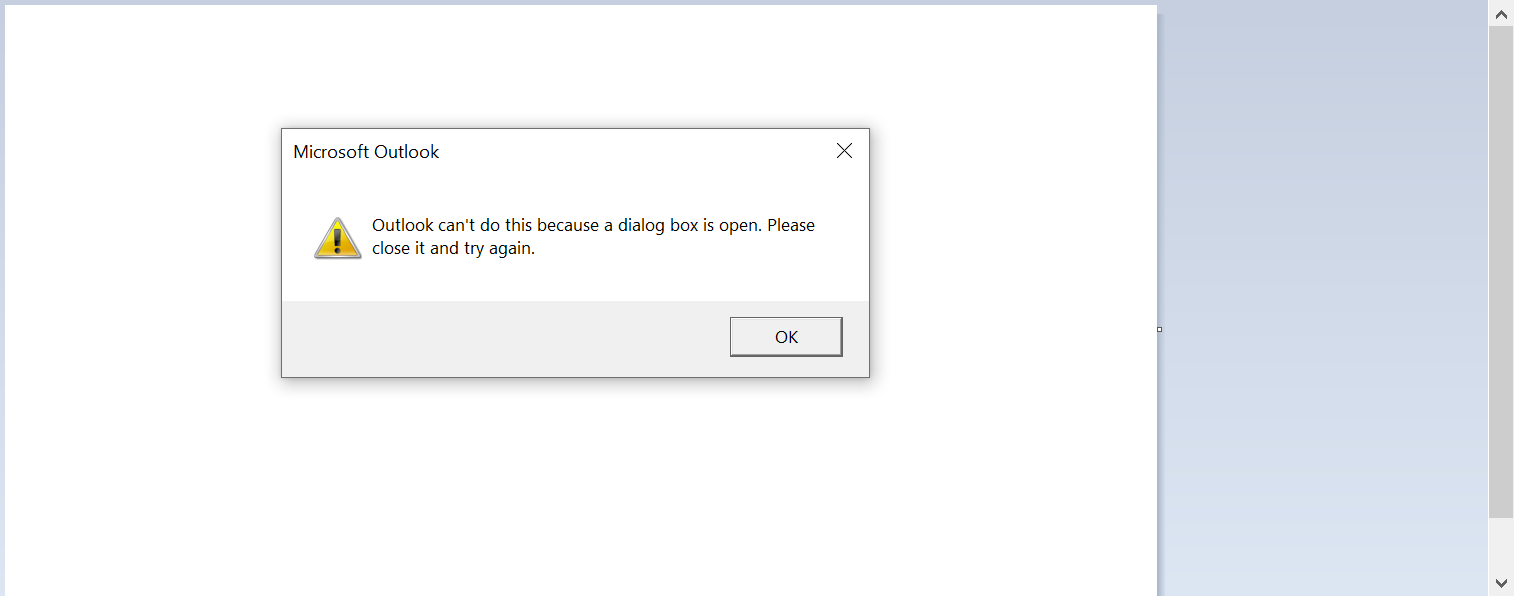 Microsoft Outlook
Outlook can't do this because a dialog box is open. Please
close it and try again.
OK